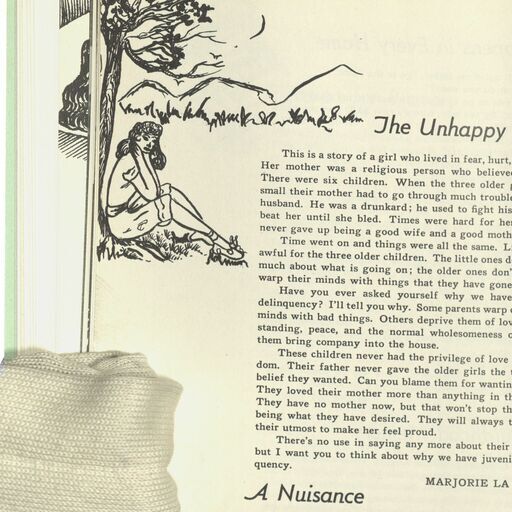 The Unhappy
This is a story of a girl who lived in fear, hurt,
Her mother was a religious person who believed
There were six children. When the three older g
small their mother had to go through much trouble
husband. He was a drunkard; he used to fight his
beat her until she bled. Times were hard for her
never gave up being a good wife and a good moth
Time went on and things were all the same. L
awful for the three older children. The little ones do
much about what is going on; the older ones don'
warp their minds with things that they have gone
Have you ever asked yourself why we have
delinquency? I'll tell you why. Some parents warp
minds with bad things. Others deprive them of lov
standing, peace, and the normal wholesomeness o
them bring company into the house.
These children never had the privilege of love
dom. Their father never gave the older girls the t
belief they wanted. Can you blame them for wantin
They loved their mother more than anything in th
They have no mother now, but that won't stop th
being what they have desired. They will always t
their utmost to make her feel proud.
There's no use in saying any more about their
but I want you to think about why we have juveni
quency.
MARJORIE LA
A Nuisance